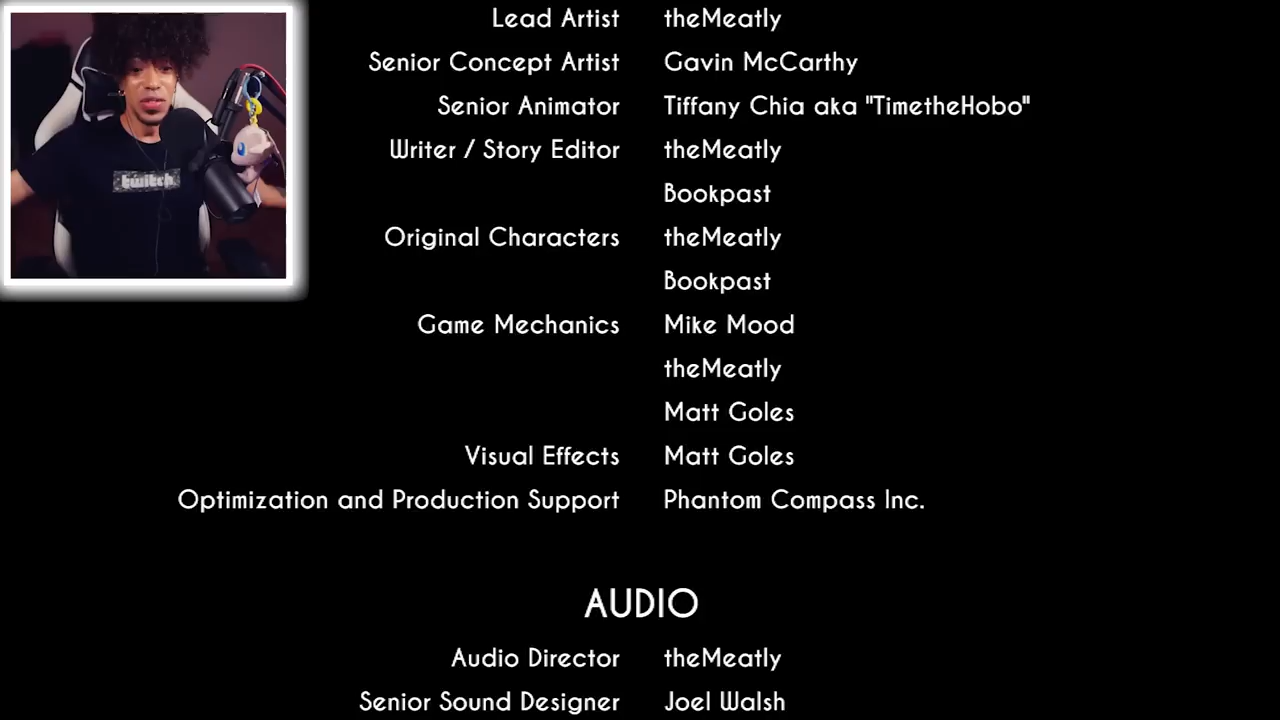 Lead Artist theMeatly
Senior Concept Artist Gavin McCarthy
Senior Animator Tiffany Chia aka "TimetheHobo"
Writer / Story Editor theMeatly
Bookpast
Original Characters theMeatly
Bookpast
Game Mechanics Mike Mood
theMeatly
Matt Goles
Visual Effects Matt Goles
Optimization and Production Support Phantom Compass Inc.
AUDIO
Audio Director theMeatly
Senior Sound Designer Joel Walsh
twitch